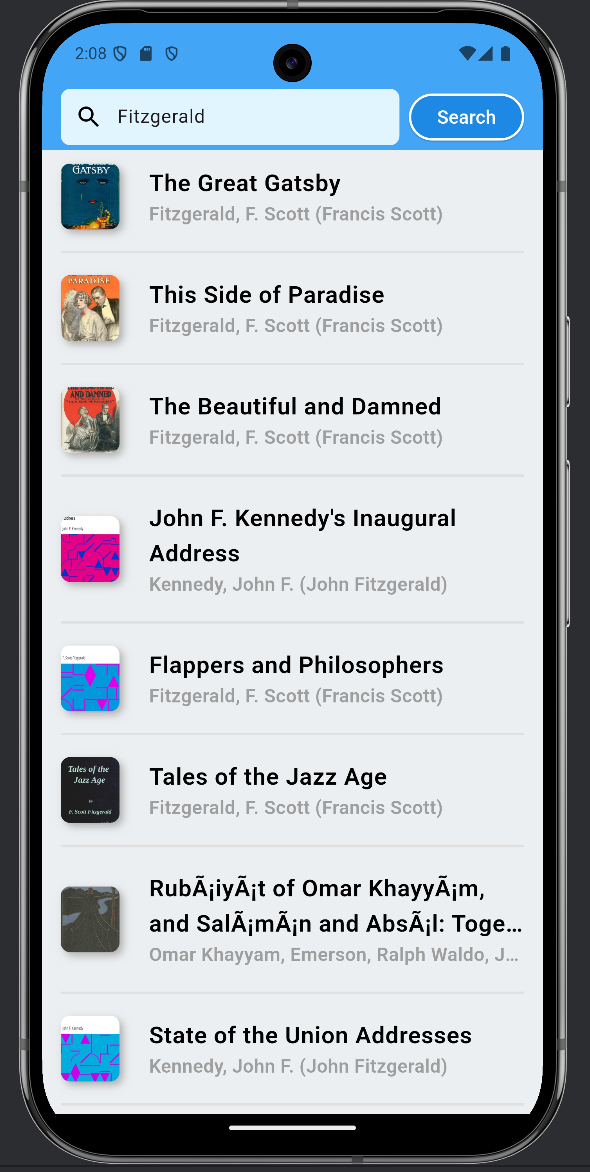 2:08
Fitzgerald
Search
GATSBY
The Great Gatsby
Fitzgerald, F. Scott (Francis Scott)
PARADISE
This Side of Paradise
Fitzgerald, F. Scott (Francis Scott)
AND DAMNED
The Beautiful and Damned
Fitzgerald, F. Scott (Francis Scott)
John F. Kennedy's Inaugural
Address
Kennedy, John F. (John Fitzgerald)
Flappers and Philosophers
Fitzgerald, F. Scott (Francis Scott)
Tales of the
Jazz Age
F. Scott Fitzgerald
Tales of the Jazz Age
Fitzgerald, F. Scott (Francis Scott)
RubÃ¡iyÃ¡t of Omar KhayyÃ¡m,
and SalÃ¡mÃ¡n and AbsÃ¡l: Toge…
Omar Khayyam, Emerson, Ralph Waldo, J…
State of the Union Addresses
Kennedy, John F. (John Fitzgerald)